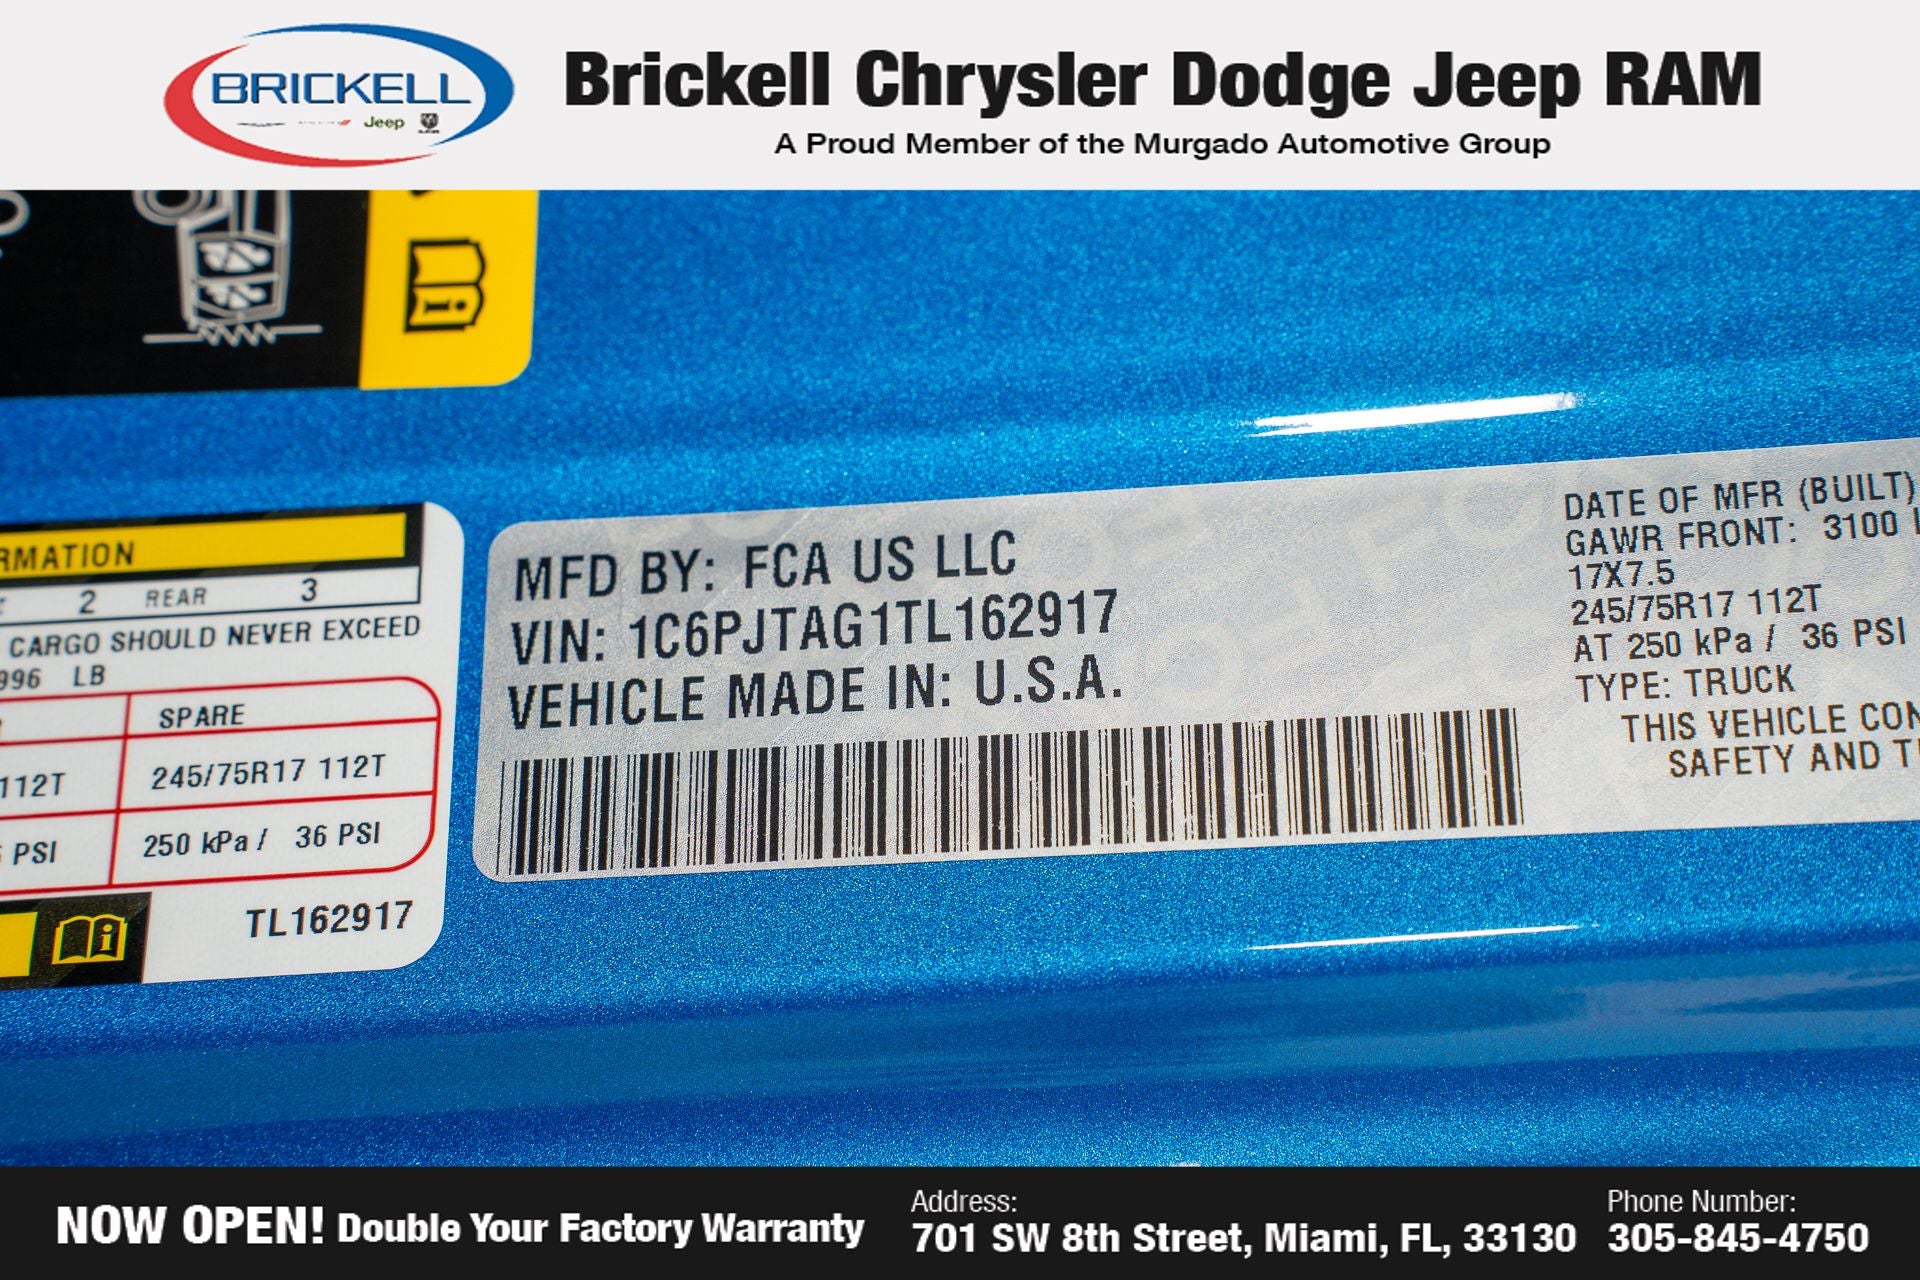 BRICKELL
Jeep
Brickell Chrysler Dodge Jeep RAM
A Proud Member of the Murgado Automotive Group
RMATION
2 REAR 3
CARGO SHOULD NEVER EXCEED
996 LB
SPARE
112T 245/75R17 112T
PSI 250 kPa / 36 PSI
TL162917
MFD BY: FCA US LLC
VIN: 1C6PJTAG1TL162917
VEHICLE MADE IN: U.S.A.
DATE OF MFR (BUILT)
GAWR FRONT: 3100
17X7.5
245/75R17 112T
AT 250 kPa / 36 PSI
TYPE: TRUCK
THIS VEHICLE CON
SAFETY AND T
NOW OPEN! Double Your Factory Warranty
Address:
701 SW 8th Street, Miami, FL, 33130
Phone Number:
305-845-4750